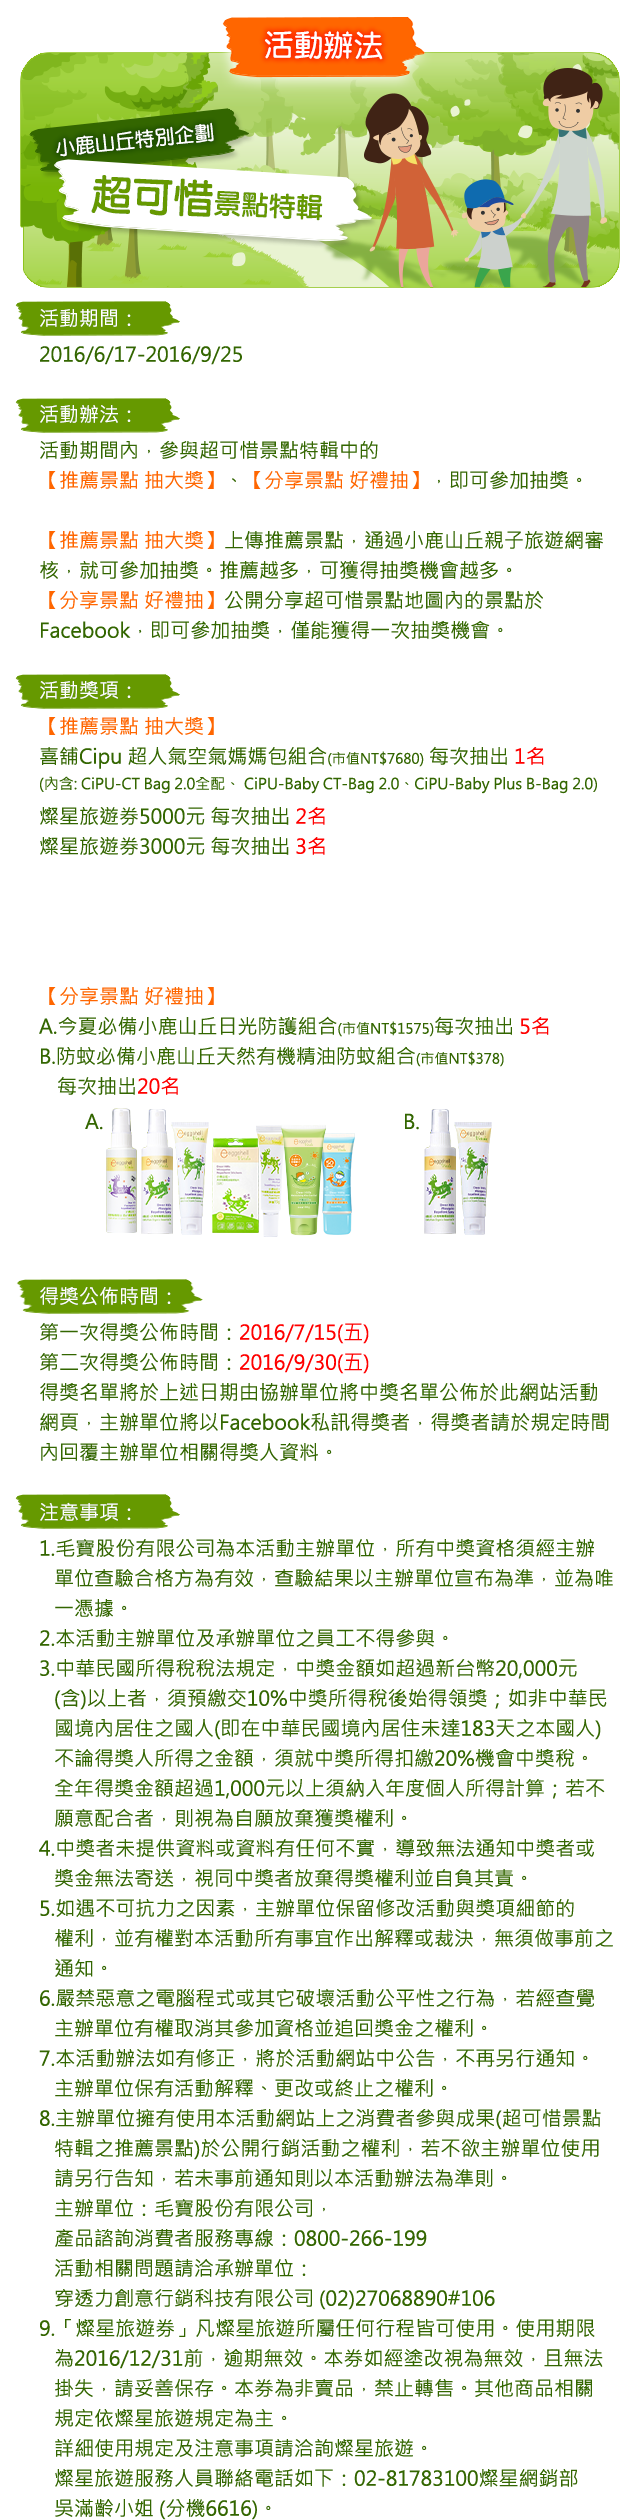 活動辦法
小鹿山丘特別企劃
超可惜景點特輯
活動期間：
2016/6/17-2016/9/25
活動辦法：
活動期間內，參與超可惜景點特輯中的
【推薦景點 抽大獎】、【分享景點 好禮抽】，即可參加抽獎。
【推薦景點 抽大獎】上傳推薦景點，通過小鹿山丘親子旅遊網審
核，就可參加抽獎。推薦越多，可獲得抽獎機會越多。
【分享景點 好禮抽】公開分享超可惜景點地圖內的景點於
Facebook，即可參加抽獎，僅能獲得一次抽獎機會。
活動獎項：
【推薦景點 抽大獎】
喜舖Cipu 超人氣空氣媽媽包組合(市值NT$7680) 每次抽出 1名
(內含: CiPU-CT Bag 2.0全配、 CiPU-Baby CT-Bag 2.0、CiPU-Baby Plus B-Bag 2.0)
燦星旅遊券5000元 每次抽出 2名
燦星旅遊券3000元 每次抽出 3名
【分享景點 好禮抽】
A.今夏必備小鹿山丘日光防護組合(市值NT$1575)每次抽出 5名
B.防蚊必備小鹿山丘天然有機精油防蚊組合(市值NT$378)
每次抽出20名
A.
B.
得獎公佈時間：
第一次得獎公佈時間：2016/7/15(五)
第二次得獎公佈時間：2016/9/30(五)
得獎名單將於上述日期由協辦單位將中獎名單公佈於此網站活動
網頁，主辦單位將以Facebook私訊得獎者，得獎者請於規定時間
內回覆主辦單位相關得獎人資料。
注意事項：
1.毛寶股份有限公司為本活動主辦單位，所有中獎資格須經主辦
單位查驗合格方為有效，查驗結果以主辦單位宣布為準，並為唯
一憑據。
2.本活動主辦單位及承辦單位之員工不得參與。
3.中華民國所得稅稅法規定，中獎金額如超過新台幣20,000元
(含)以上者，須預繳交10%中獎所得稅後始得領獎；如非中華民
國境內居住之國人(即在中華民國境內居住未達183天之本國人)
不論得獎人所得之金額，須就中獎所得扣繳20%機會中獎稅。
全年得獎金額超過1,000元以上須納入年度個人所得計算；若不
願意配合者，則視為自願放棄獲獎權利。
4.中獎者未提供資料或資料有任何不實，導致無法通知中獎者或
獎金無法寄送，視同中獎者放棄得獎權利並自負其責。
5.如遇不可抗力之因素，主辦單位保留修改活動與獎項細節的
權利，並有權對本活動所有事宜作出解釋或裁決，無須做事前之
通知。
6.嚴禁惡意之電腦程式或其它破壞活動公平性之行為，若經查覺
主辦單位有權取消其參加資格並追回獎金之權利。
7.本活動辦法如有修正，將於活動網站中公告，不再另行通知。
主辦單位保有活動解釋、更改或終止之權利。
8.主辦單位擁有使用本活動網站上之消費者參與成果(超可惜景點
特輯之推薦景點)於公開行銷活動之權利，若不欲主辦單位使用
請另行告知，若未事前通知則以本活動辦法為準則。
主辦單位：毛寶股份有限公司，
產品諮詢消費者服務專線：0800-266-199
活動相關問題請洽承辦單位：
穿透力創意行銷科技有限公司 (02)27068890#106
9.「燦星旅遊券」凡燦星旅遊所屬任何行程皆可使用。使用期限
為2016/12/31前，逾期無效。本券如經塗改視為無效，且無法
掛失，請妥善保存。本券為非賣品，禁止轉售。其他商品相關
規定依燦星旅遊規定為主。
詳細使用規定及注意事項請洽詢燦星旅遊。
燦星旅遊服務人員聯絡電話如下：02-81783100燦星網銷部
吳滿齡小姐 (分機6616)。